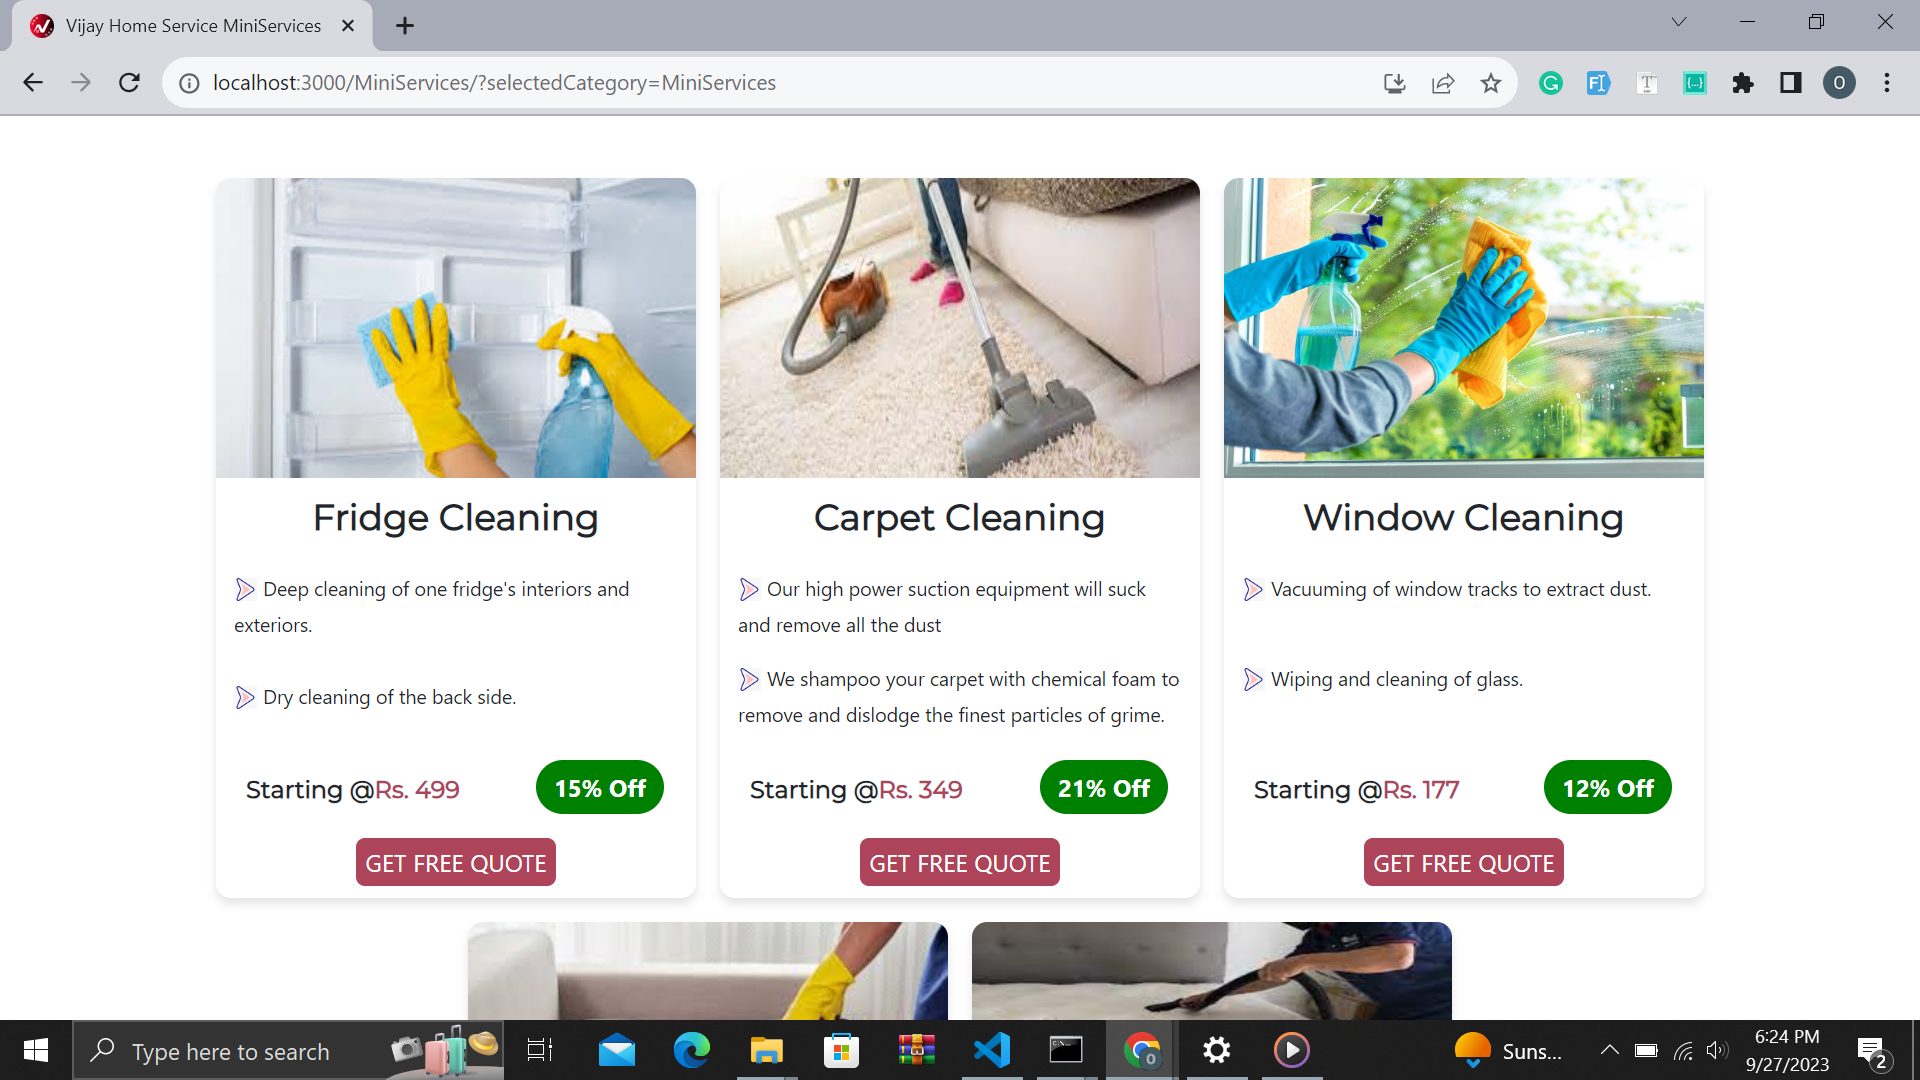 Vijay Home Service MiniServices
localhost:3000/MiniServices/?selectedCategory=MiniServices
O
Fridge Cleaning
Deep cleaning of one fridge's interiors and
exteriors.
Dry cleaning of the back side.
Starting @Rs. 499
15% Off
GET FREE QUOTE
Carpet Cleaning
Our high power suction equipment will suck
and remove all the dust
We shampoo your carpet with chemical foam to
remove and dislodge the finest particles of grime.
Starting @Rs. 349
21% Off
GET FREE QUOTE
Window Cleaning
Vacuuming of window tracks to extract dust.
Wiping and cleaning of glass.
Starting @Rs. 177
12% Off
GET FREE QUOTE
Type here to search
Suns...
6:24 PM
9/27/2023
2